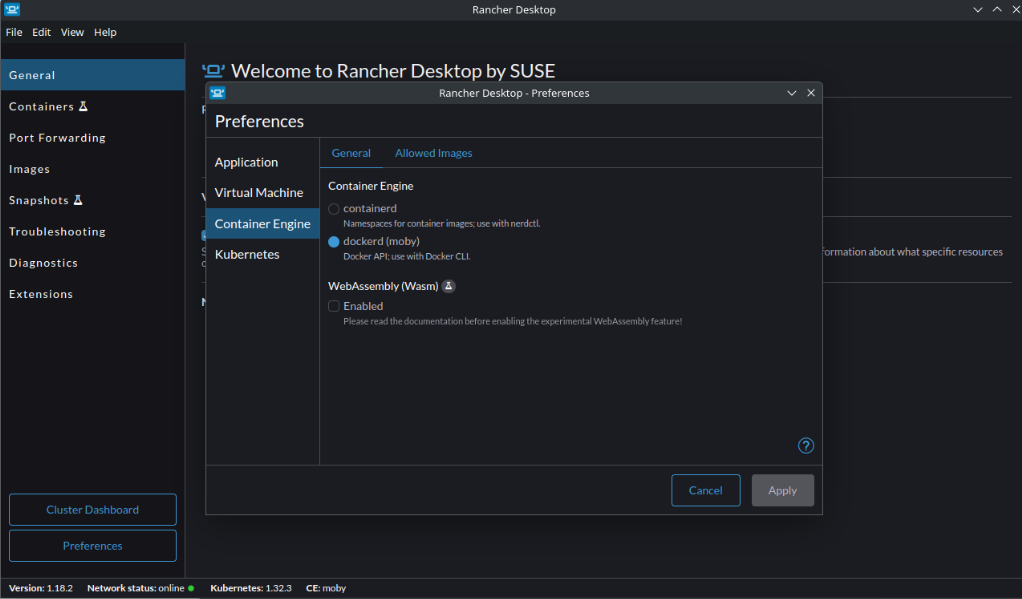 Rancher Desktop
File Edit View Help
General
Containers
Port Forwarding
Images
Snapshots
Troubleshooting
Diagnostics
Extensions
Cluster Dashboard
Preferences
Welcome to Rancher Desktop by SUSE
formation about what specific resources
Rancher Desktop - Preferences
Preferences
Application
Virtual Machine
Container Engine
Kubernetes
General Allowed Images
Container Engine
containerd
Namespaces for container images; use with nerdctl.
dockerd (moby)
Docker API; use with Docker CLI.
WebAssembly (Wasm)
Enabled
Please read the documentation before enabling the experimental WebAssembly feature!
?
Cancel Apply
Version: 1.18.2 Network status: online Kubernetes: 1.32.3 CE: moby